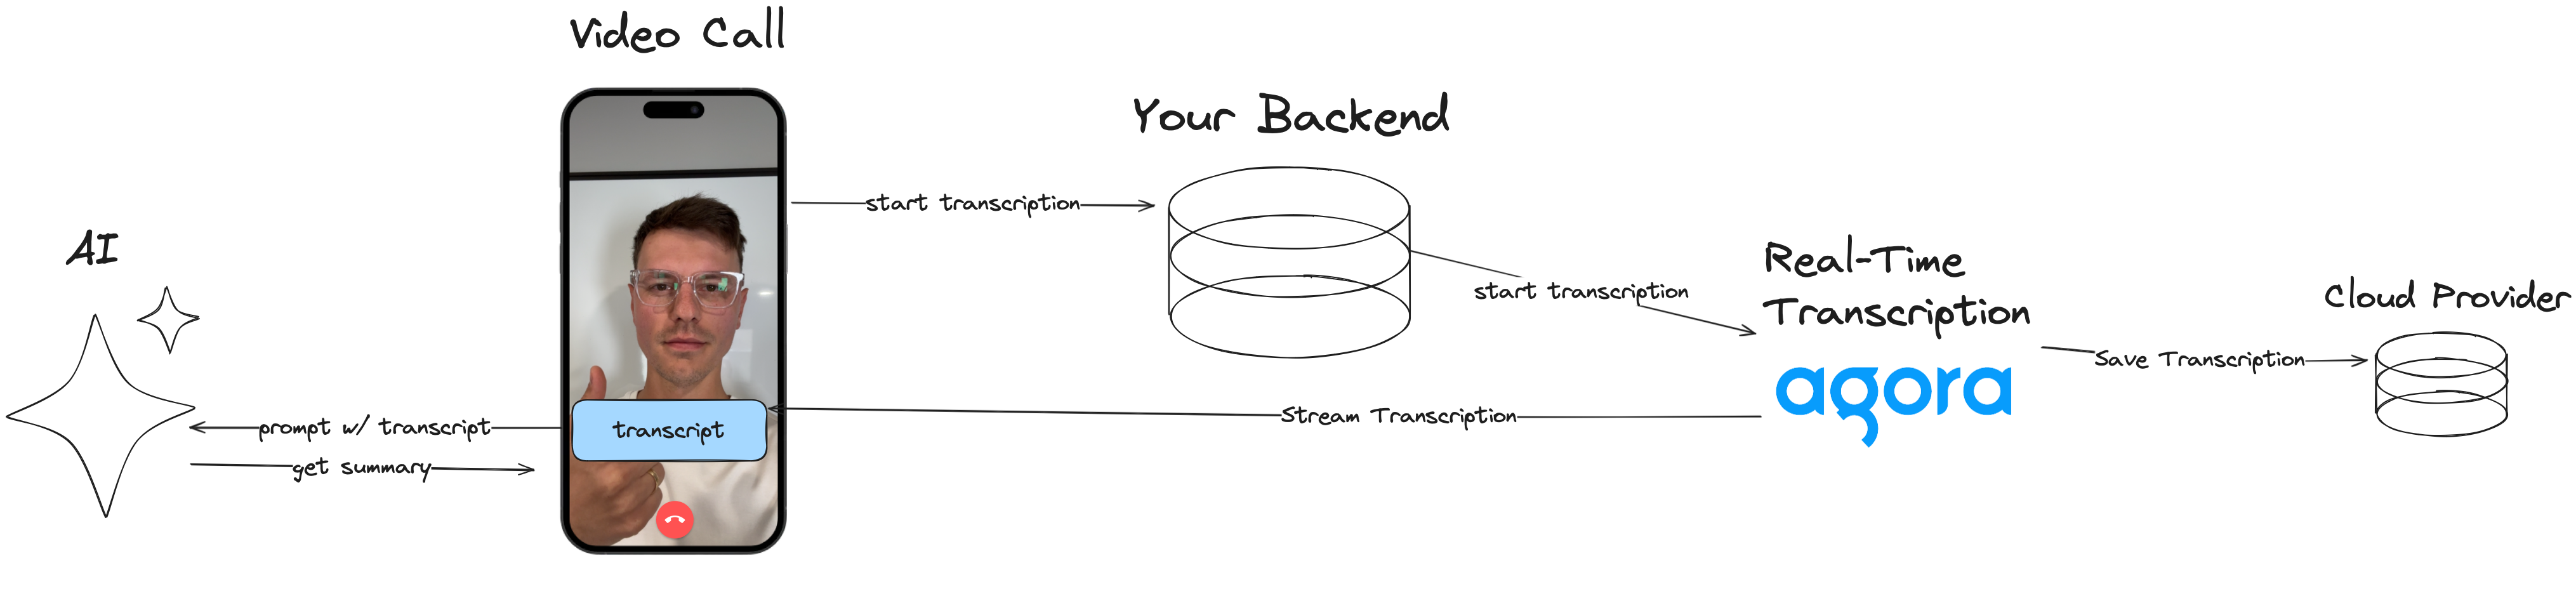 Video Call
Your Backend
start transcription
AI
Real-Time
Transcription
start transcription
Cloud Provider
Save Transcription
agora
Stream Transcription
prompt w/ transcript
transcript
get summary